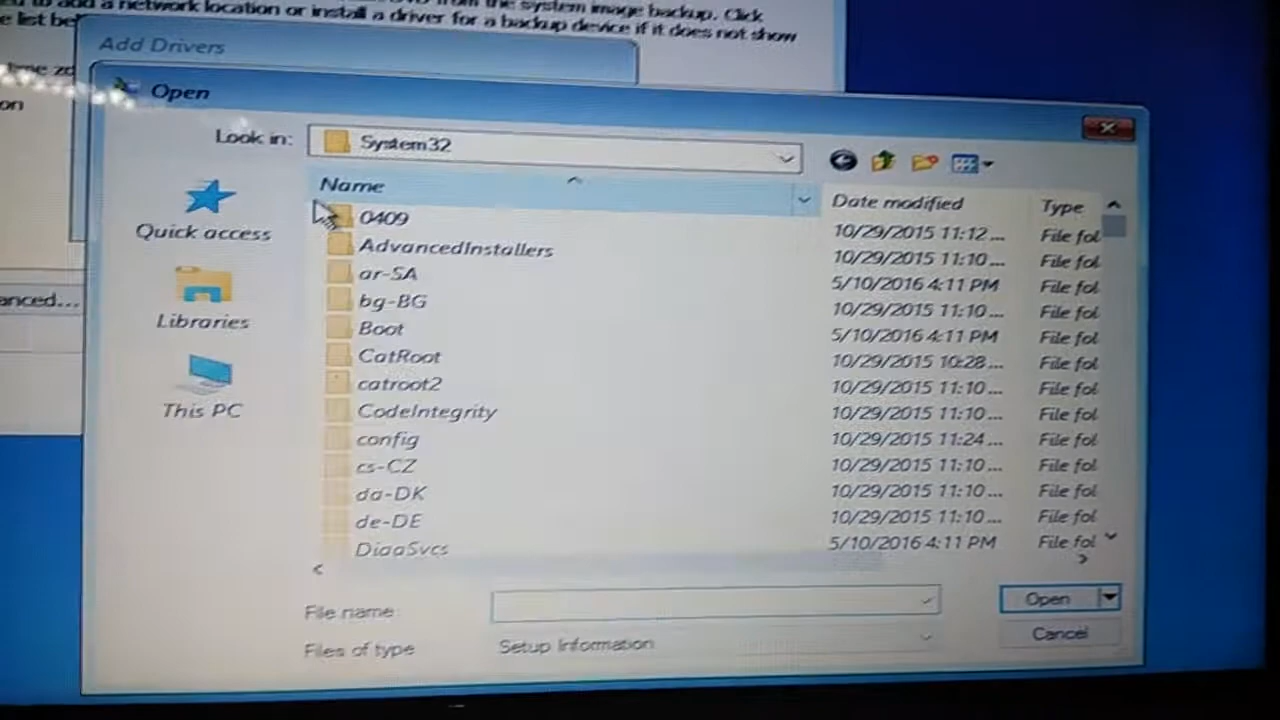 to add a network location or install a driver for a backup device if it does not show
from the system image backup. Click
e list
Add Drivers
on
anced...
Open
Look in:
System32
Quick access
Libraries
This PC
Name Date modified Type
0409 10/29/2015 11:12 ... File fol
AdvancedInstallers 10/29/2015 11:10 ... File fol
ar-SA 5/10/2016 4:11 PM File fol
bg-BG 10/29/2015 11:10 ... File fol
Boot 5/10/2016 4:11 PM File fol
CatRoot 10/29/2015 10:28 ... File fol
catroot2 10/29/2015 11:10 ... File fol
CodeIntegrity 10/29/2015 11:10 ... File fol
config 10/29/2015 11:24 ... File fol
cs-CZ 10/29/2015 11:10 ... File fol
da-DK 10/29/2015 11:10 ... File fol
de-DE 10/29/2015 11:10 ... File fol
DiagSvcs 5/10/2016 4:11 PM File fol
File name:
Open
Files of type
Setup Information
Cancel